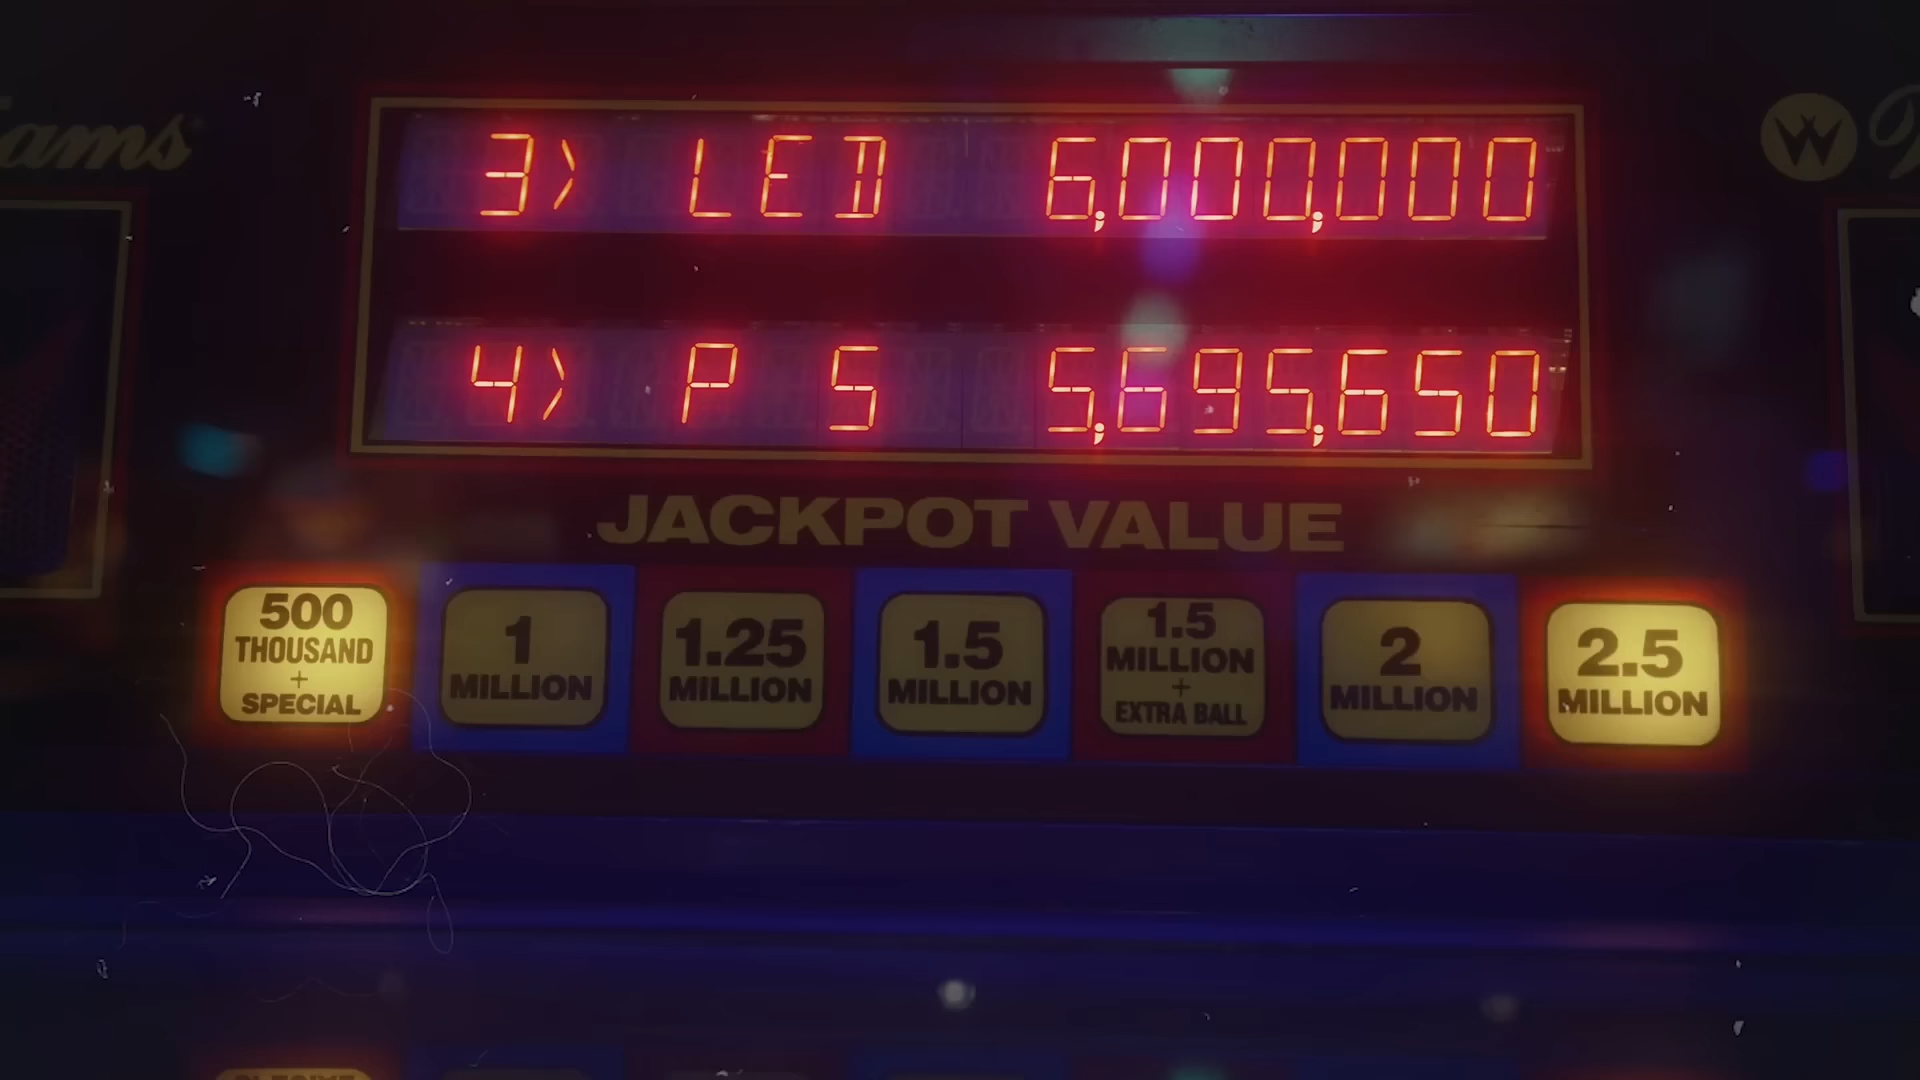 ams
W
3> LED 6,000,000
4> P S 5,695,650
JACKPOT VALUE
500 THOUSAND + SPECIAL
1 MILLION
1.25 MILLION
1.5 MILLION
1.5 MILLION + EXTRA BALL
2 MILLION
2.5 MILLION